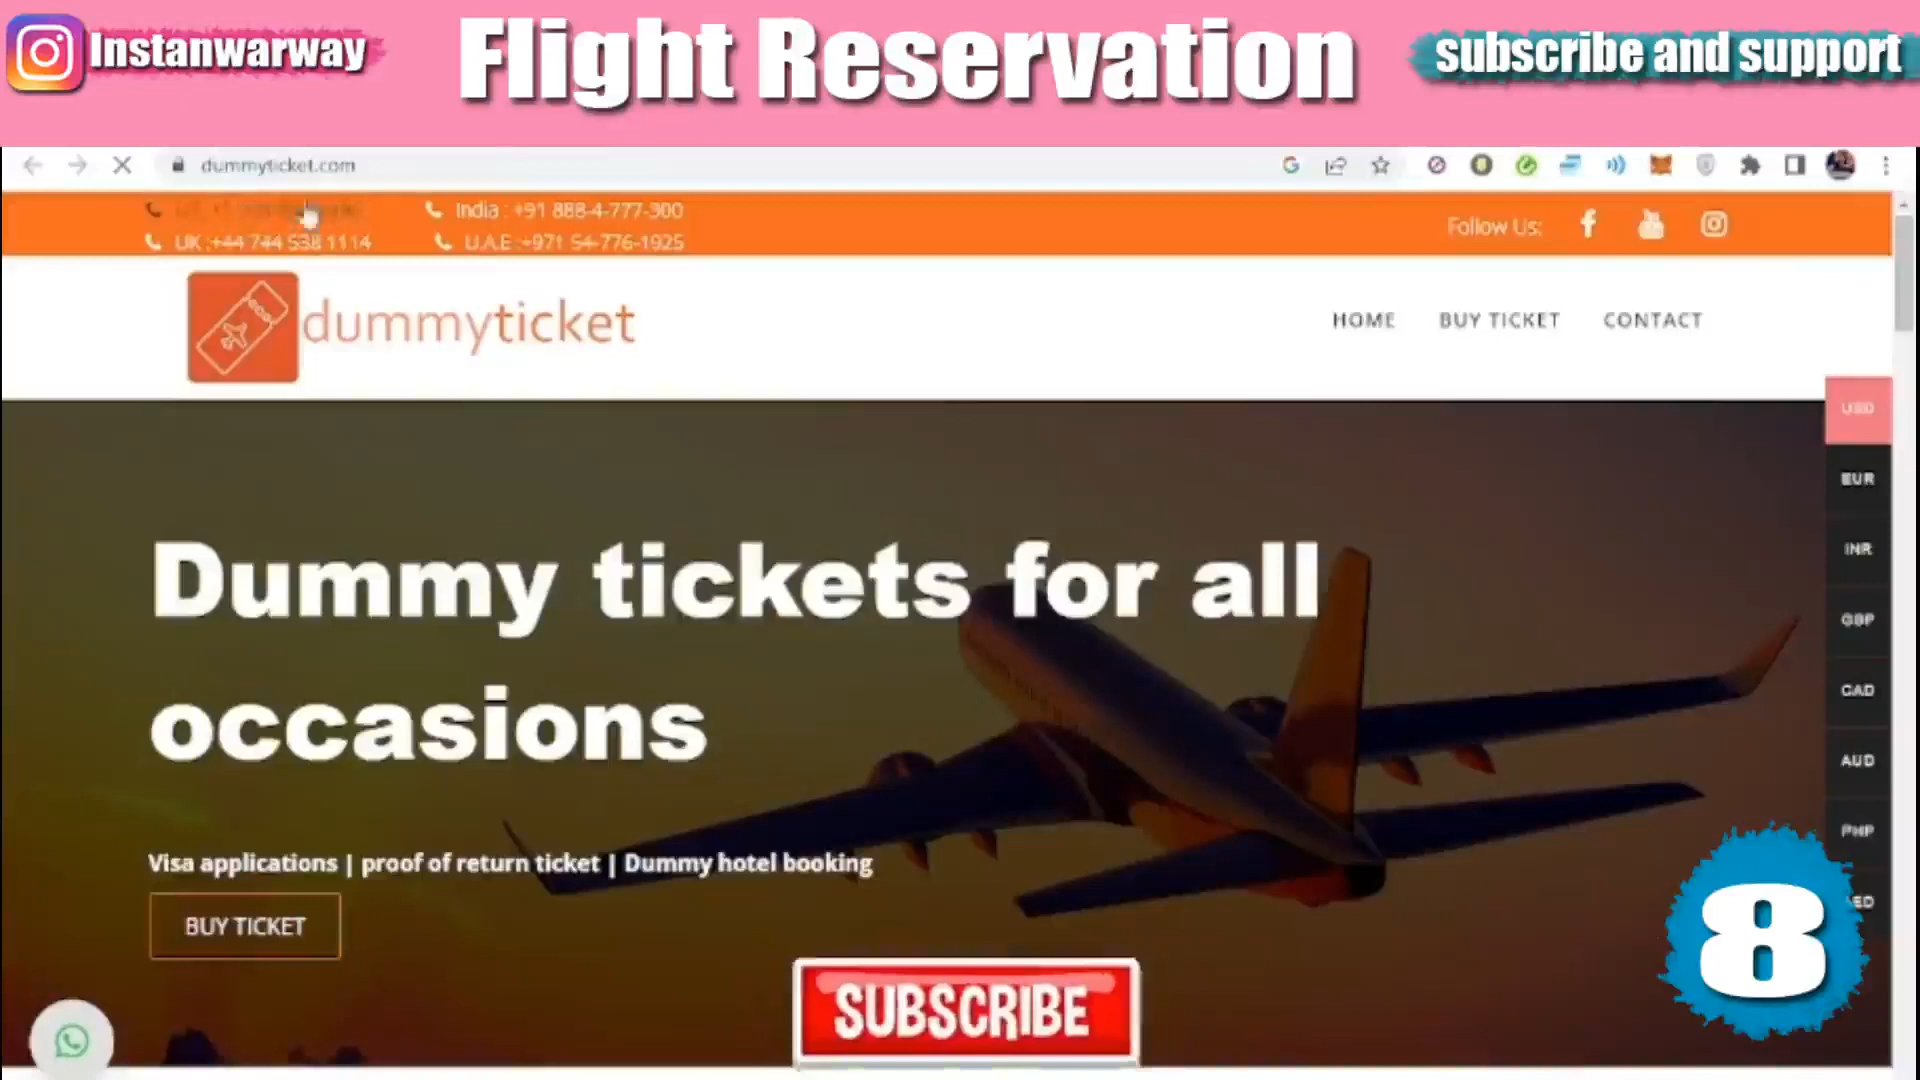 Instanwarway
Flight Reservation
subscribe and support
dummyticket.com
India : +91 888-4-777-300
UK :+44 744 538 1114
U.A.E :+971 54-776-1925
Follow Us:
dummyticket
HOME
BUY TICKET
CONTACT
USD
EUR
INR
GBP
CAD
AUD
PHP
Dummy tickets for all
occasions
Visa applications | proof of return ticket | Dummy hotel booking
BUY TICKET
SUBSCRIBE
8